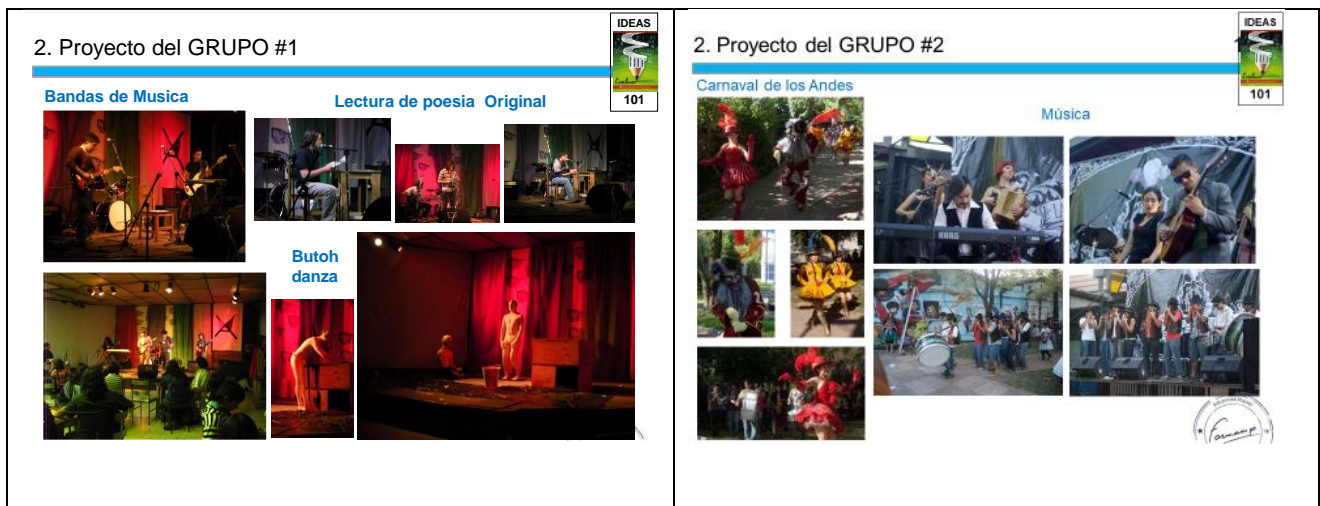 2. Proyecto del GRUPO #1
IDEAS
101
Bandas de Musica
Lectura de poesia Original
Butoh
danza
2. Proyecto del GRUPO #2
IDEAS
101
Carnaval de los Andes
Música
KORG